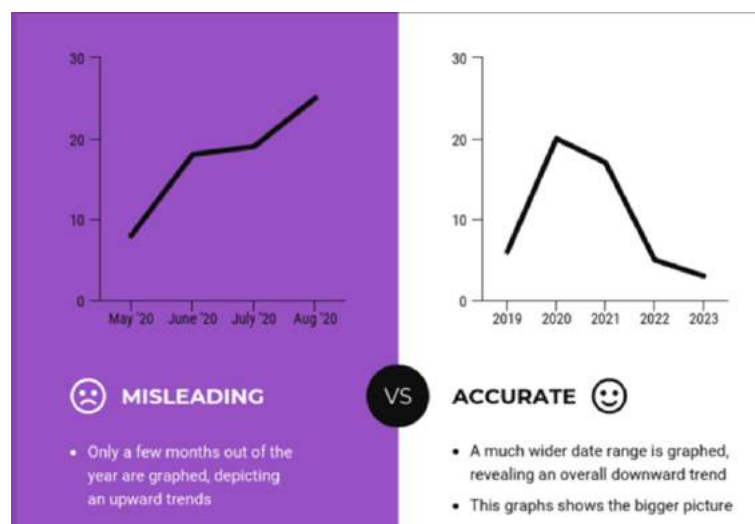 30
20
10
0
May '20 June '20 July '20 Aug '20
30
20
10
0
2019 2020 2021 2022 2023
MISLEADING
VS
ACCURATE
• Only a few months out of the
year are graphed, depicting
an upward trends
• A much wider date range is graphed,
revealing an overall downward trend
• This graphs shows the bigger picture